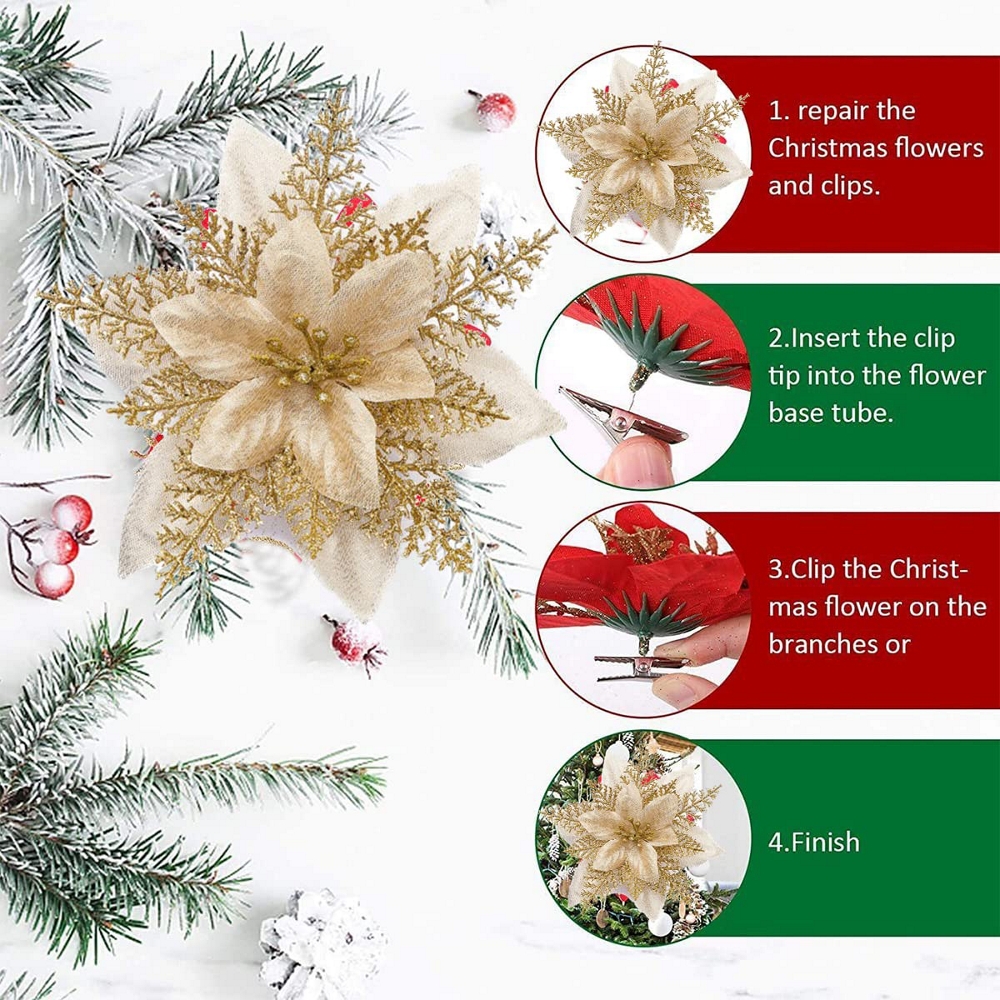 1. repair the
Christmas flowers
and clips.
2.Insert the clip
tip into the flower
base tube.
3.Clip the Christ-
mas flower on the
branches or
4.Finish